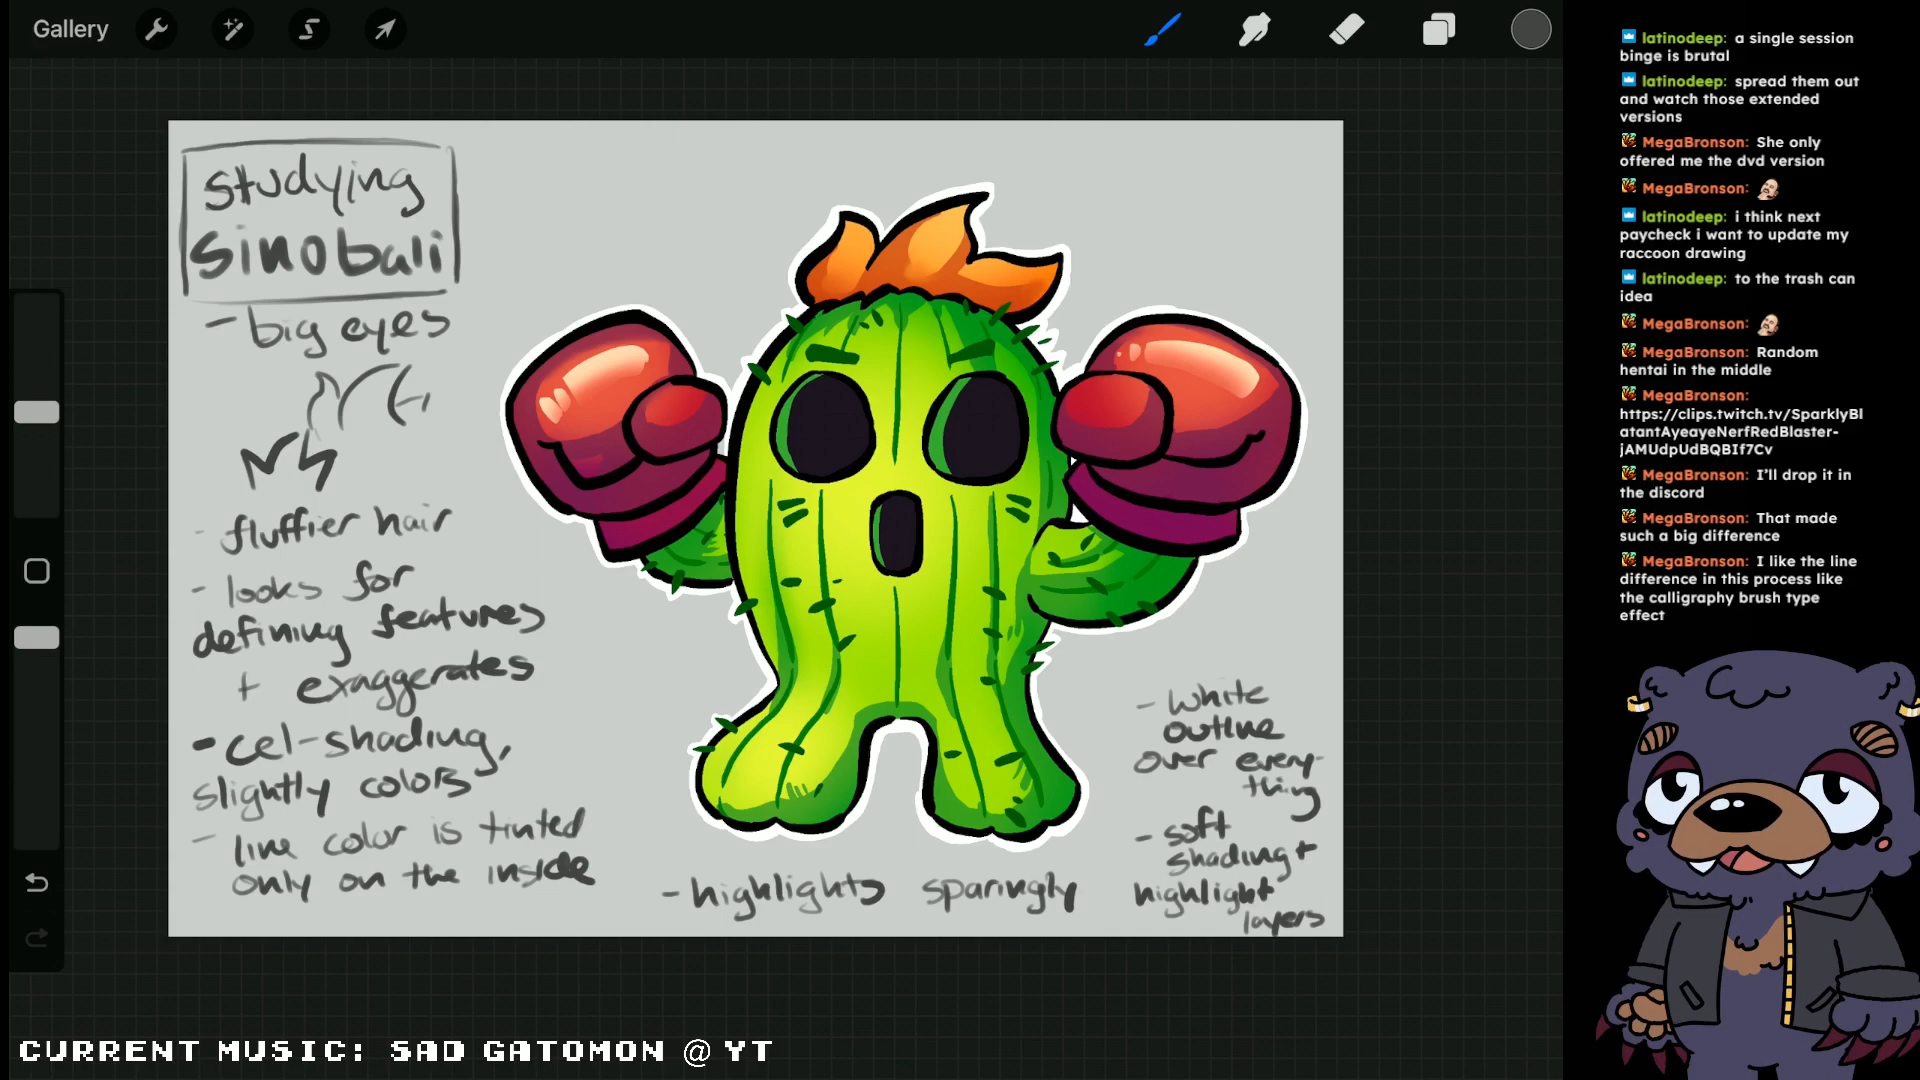 Gallery
studying
sinobali
- big eyes
- fluffier hair
- looks for
defining features
+ exaggerates
- cel-shading,
slightly colors
- line color is tinted
only on the inside
- highlights sparingly
- white
outline
over every-
thing
- soft
shading +
highlight
layers
latinodeep: a single session
binge is brutal
latinodeep: spread them out
and watch those extended
versions
MegaBronson: She only
offered me the dvd version
MegaBronson:
latinodeep: i think next
paycheck i want to update my
raccoon drawing
latinodeep: to the trash can
idea
MegaBronson:
MegaBronson: Random
hentai in the middle
MegaBronson:
https://clips.twitch.tv/SparklyBl
atantAyeayeNerfRedBlaster-
jAMUdpUdBQBIf7Cv
MegaBronson: I'll drop it in
the discord
MegaBronson: That made
such a big difference
MegaBronson: I like the line
difference in this process like
the calligraphy brush type
effect
CURRENT MUSIC: SAD GATOMON @ YT